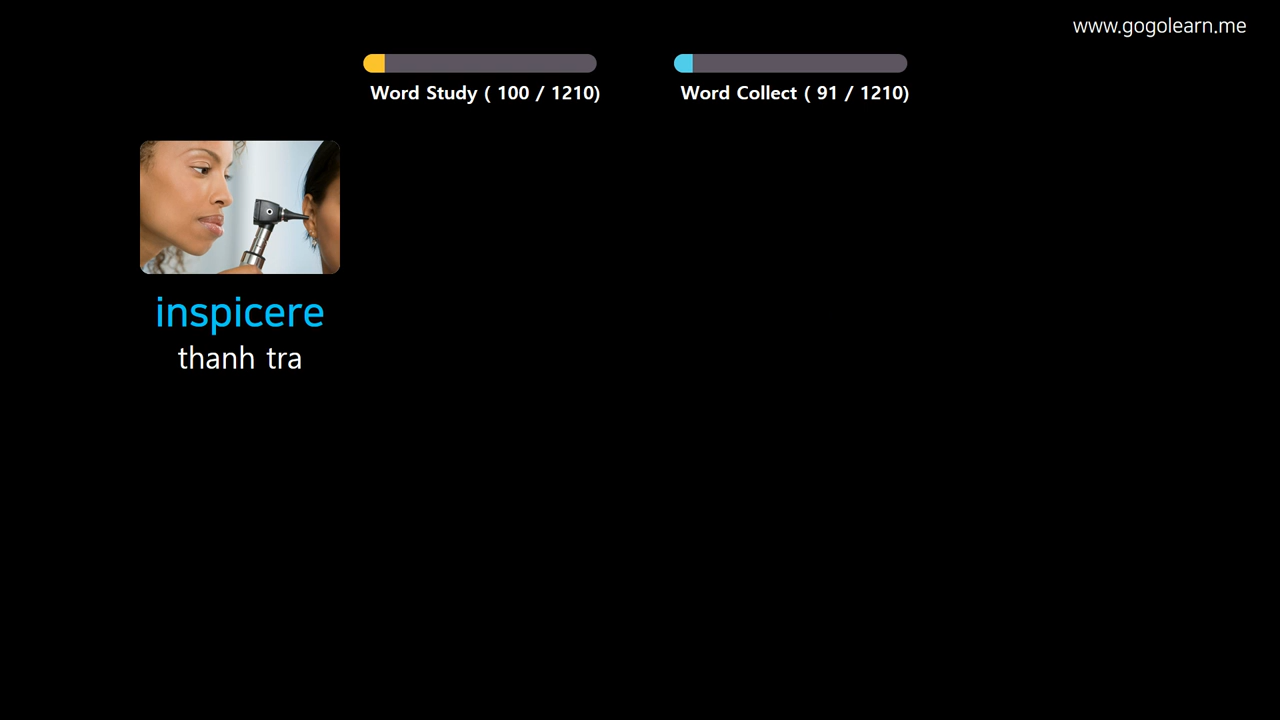 www.gogolearn.me
Word Study ( 100 / 1210)
Word Collect ( 91 / 1210)
inspicere
thanh tra